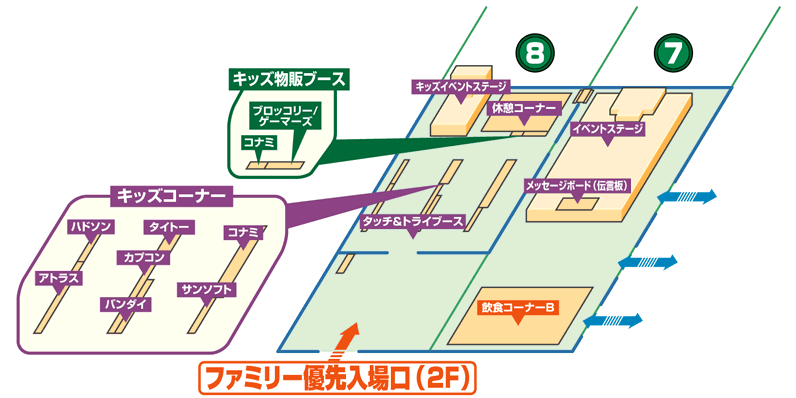 8
7
キッズ物販ブース
ブロッコリー/
ゲーマーズ
コナミ
キッズイベントステージ
休憩コーナー
イベントステージ
メッセージボード(伝言板)
タッチ&トライブース
キッズコーナー
ハドソン
タイトー
コナミ
カプコン
アトラス
サンソフト
バンダイ
飲食コーナーB
ファミリー優先入場口(2F)